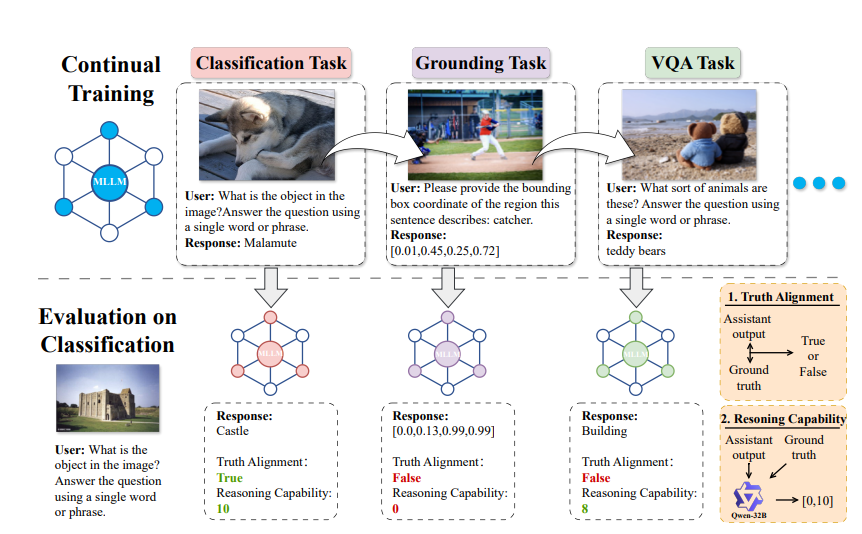 Continual
Training
MLLM
Classification Task
User: What is the object in the
image?Answer the question using
a single word or phrase.
Response: Malamute
Grounding Task
User: Please provide the bounding
box coordinate of the region this
sentence describes: catcher.
Response:
[0.01,0.45,0.25,0.72]
VQA Task
User: What sort of animals are
these? Answer the question using
a single word or phrase.
Response:
teddy bears
Evaluation on
Classification
User: What is the
object in the image?
Answer the question
using a single word
or phrase.
MLLM
Response:
Castle
Truth Alignment:
True
Reasoning Capability:
10
MLLM
Response:
[0.0,0.13,0.99,0.99]
Truth Alignment:
False
Reasoning Capability:
0
MLLM
Response:
Building
Truth Alignment:
False
Reasoning Capability:
8
1. Truth Alignment
Assistant
output
Ground
truth
True
or
False
2. Resoning Capability
Assistant
output
Ground
truth
Qwen-32B
[0,10]